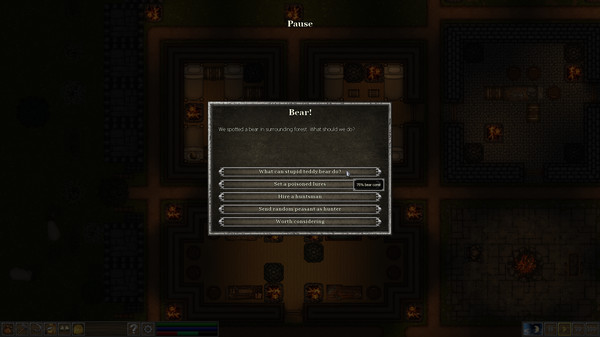 Pause
Bear!
We spotted a bear in surrounding forest. What should we do?
What can stupid teddy bear do?
Set a poisoned lures
Hire a huntsman
Send random peasant as hunter
Worth considering